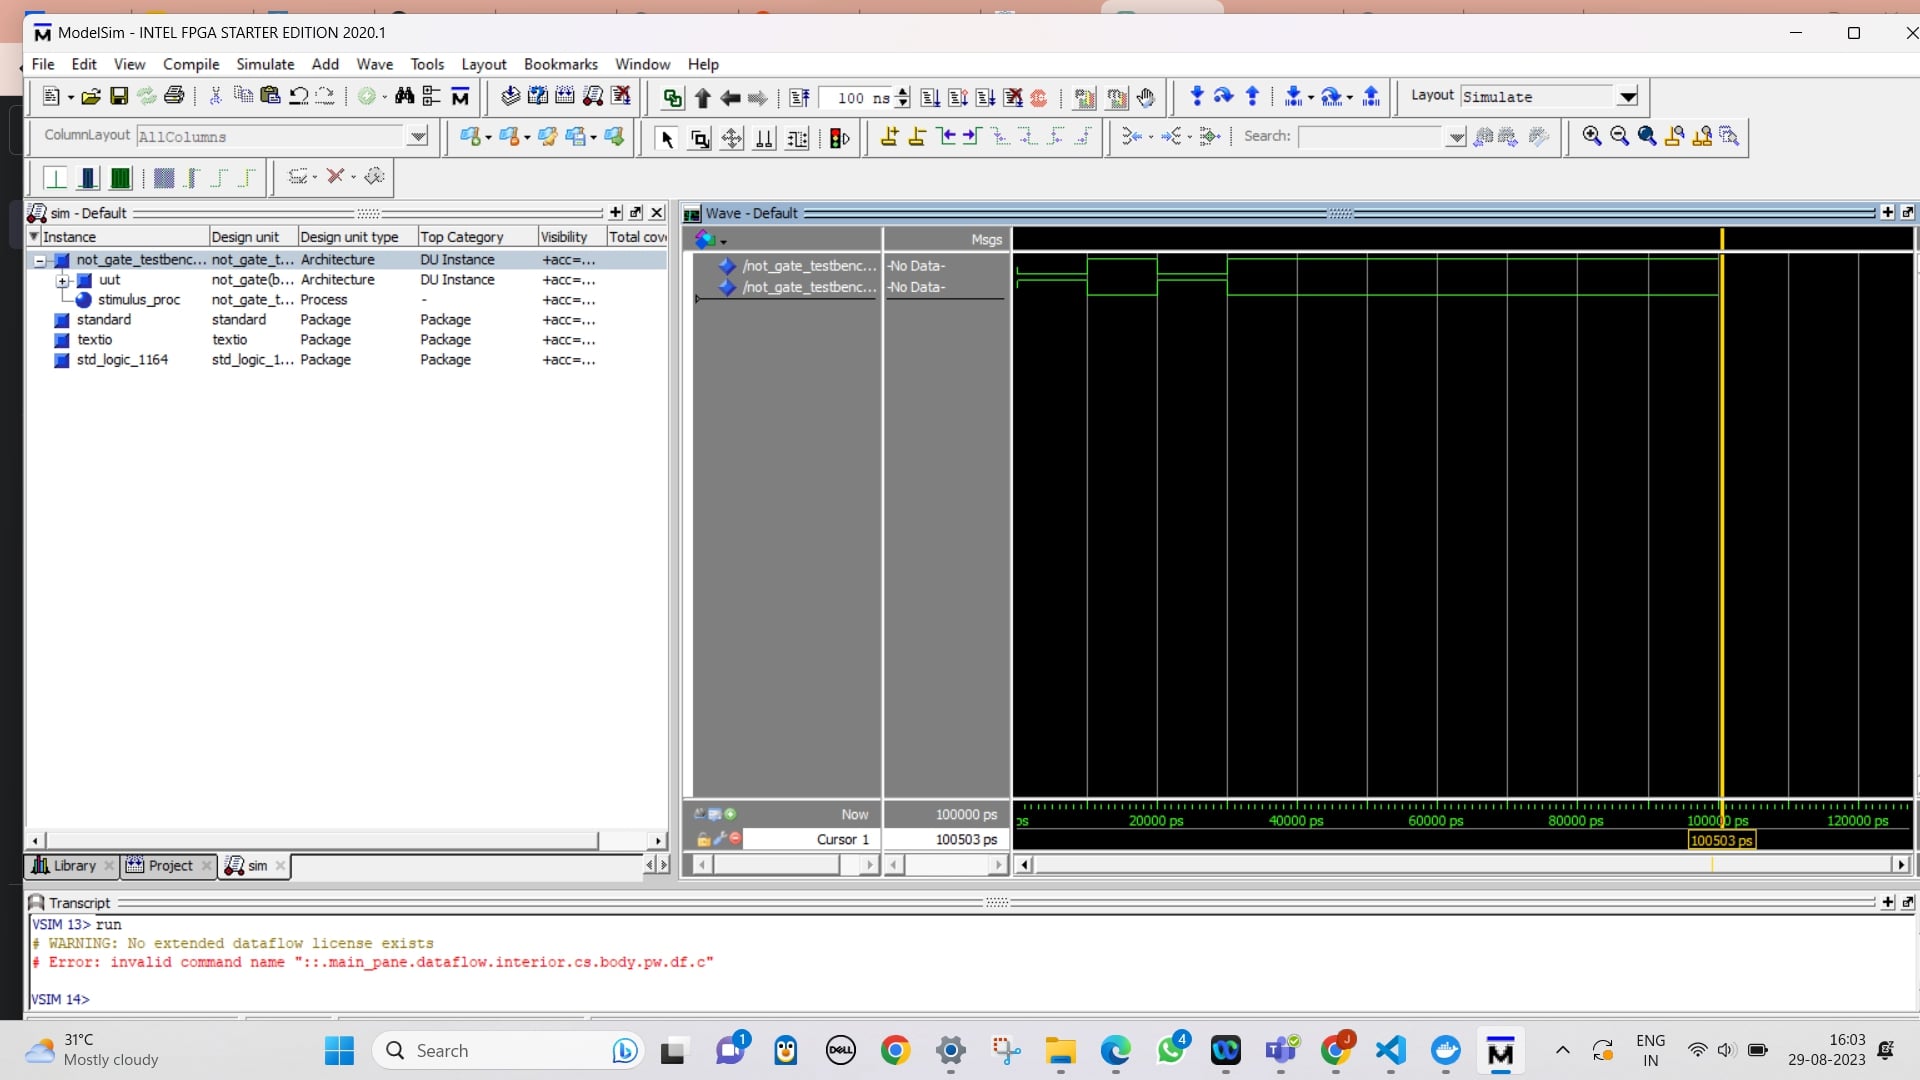 ModelSim - INTEL FPGA STARTER EDITION 2020.1
File Edit View Compile Simulate Add Wave Tools Layout Bookmarks Window Help
100 ns
Layout Simulate
ColumnLayout AllColumns
Search:
sim - Default
Instance Design unit Design unit type Top Category Visibility Total cov
not_gate_testbenc... not_gate_t... Architecture DU Instance +acc=...
uut not_gate(b... Architecture DU Instance +acc=...
stimulus_proc not_gate_t... Process - +acc=...
standard standard Package Package +acc=...
textio textio Package Package +acc=...
std_logic_1164 std_logic_1... Package Package +acc=...
Library Project sim
Wave - Default
Msgs
/not_gate_testbenc... -No Data-
/not_gate_testbenc... -No Data-
Now 100000 ps
ps 20000 ps 40000 ps 60000 ps 80000 ps 100000 ps 120000 ps
Cursor 1 100503 ps
100503 ps
Transcript
VSIM 13> run
# WARNING: No extended dataflow license exists
# Error: invalid command name "::.main_pane.dataflow.interior.cs.body.pw.df.c"
VSIM 14>
31°C
Mostly cloudy
Search
1
DELL
4
J
ENG
IN
16:03
29-08-2023